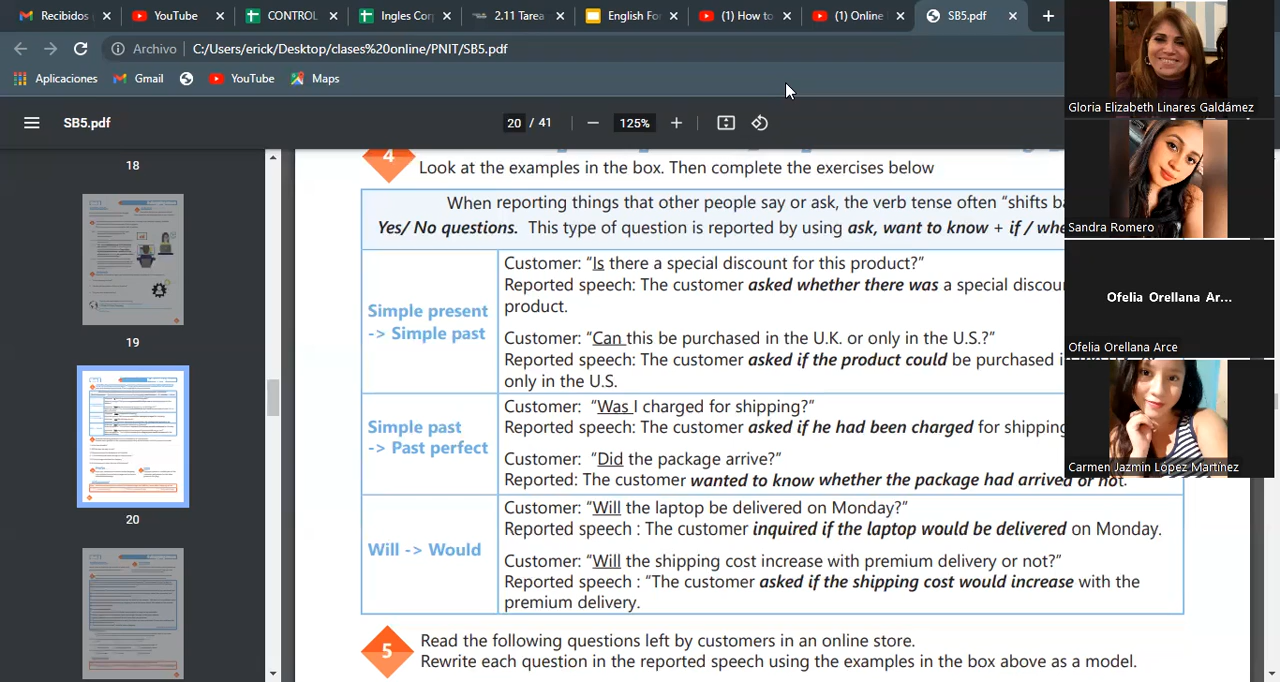 Recibidos
YouTube
CONTROL
Ingles Cor
2.11 Tarea
English Fo
(1) How to
(1) Online
SB5.pdf
Archivo C:/Users/erick/Desktop/clases%20online/PNIT/SB5.pdf
Aplicaciones Gmail YouTube Maps
SB5.pdf 20 / 41 125%
18
19
20
4
Look at the examples in the box. Then complete the exercises below
When reporting things that other people say or ask, the verb tense often "shifts ba
Yes/ No questions. This type of question is reported by using ask, want to know + if / whe
Simple present
-> Simple past
Customer: "Is there a special discount for this product?"
Reported speech: The customer asked whether there was a special discou
product.
Customer: "Can this be purchased in the U.K. or only in the U.S.?"
Reported speech: The customer asked if the product could be purchased i
only in the U.S.
Simple past
-> Past perfect
Customer: "Was I charged for shipping?"
Reported speech: The customer asked if he Iad been charged for shipping
Customer: "Did the package arrive?"
Reported: The customer wanted to know whether the package had arrived or not.
Will -> Would
Customer: "Will the laptop be delivered on Monday?"
Reported speech : The customer inquired if the laptop would be delivered on Monday.
Customer: "Will the shipping cost increase with premium delivery or not?"
Reported speech : "The customer asked if the shipping cost would increase with the
premium delivery.
5
Read the following questions left by customers in an online store.
Rewrite each question in the reported speech using the examples in the box above as a model.
Gloria Elizabeth Linares Galdámez
Sandra Romero
Ofelia Orellana Ar...
Ofelia Orellana Arce
Carmen Jazmin López Martínez